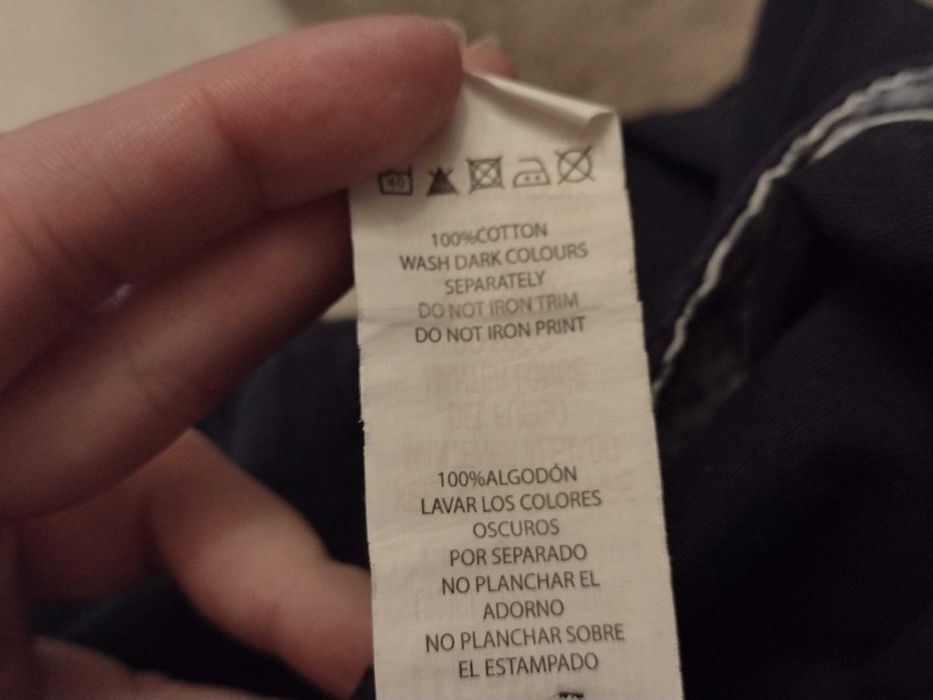 40
100%COTTON
WASH DARK COLOURS
SEPARATELY
DO NOT IRON TRIM
DO NOT IRON PRINT
100%ALGODÓN
LAVAR LOS COLORES
OSCUROS
POR SEPARADO
NO PLANCHAR EL
ADORNO
NO PLANCHAR SOBRE
EL ESTAMPADO